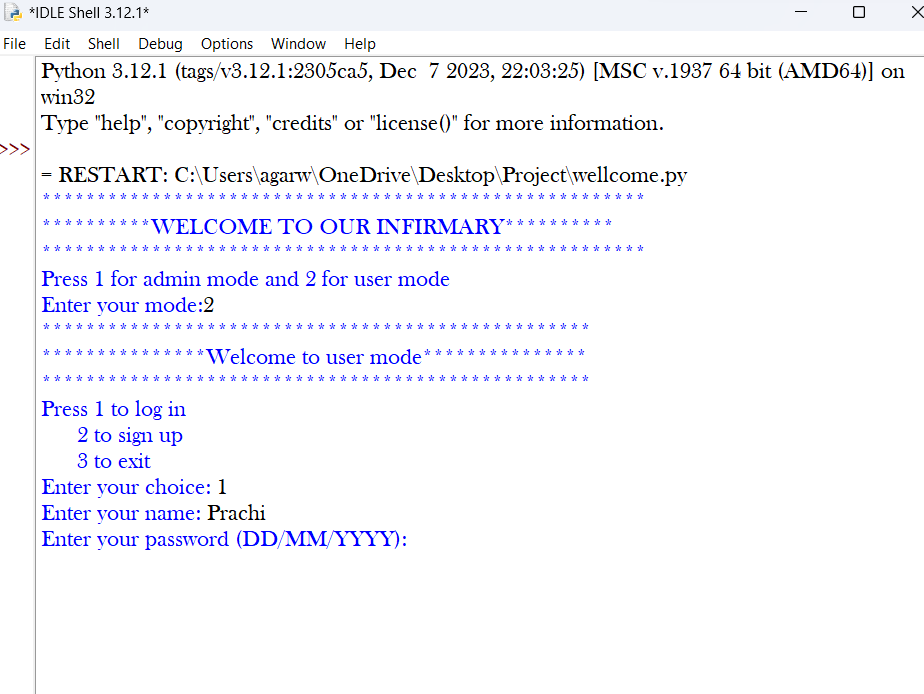 *IDLE Shell 3.12.1*
File Edit Shell Debug Options Window Help
Python 3.12.1 (tags/v3.12.1:2305ca5, Dec  7 2023, 22:03:25) [MSC v.1937 64 bit (AMD64)] on
win32
Type "help", "copyright", "credits" or "license()" for more information.
>>>
= RESTART: C:\Users\agarw\OneDrive\Desktop\Project\wellcome.py
*******************************************************
**********WELCOME TO OUR INFIRMARY**********
*******************************************************
Press 1 for admin mode and 2 for user mode
Enter your mode:2
**************************************************
***************Welcome to user mode***************
**************************************************
Press 1 to log in
2 to sign up
3 to exit
Enter your choice: 1
Enter your name: Prachi
Enter your password (DD/MM/YYYY):